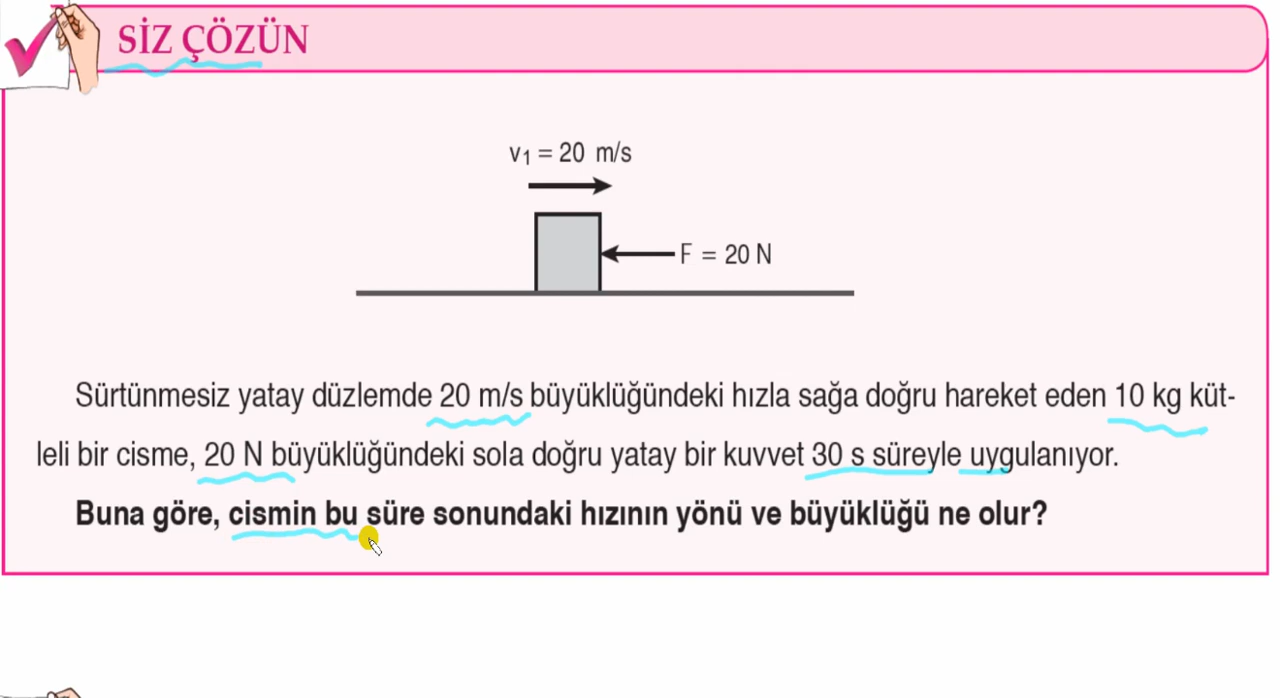 SİZ ÇÖZÜN
v1 = 20 m/s
F = 20 N
Sürtünmesiz yatay düzlemde 20 m/s büyüklüğündeki hızla sağa doğru hareket eden 10 kg küt-
leli bir cisme, 20 N büyüklüğündeki sola doğru yatay bir kuvvet 30 s süreyle uygulanıyor.
Buna göre, cismin bu süre sonundaki hızının yönü ve büyüklüğü ne olur?